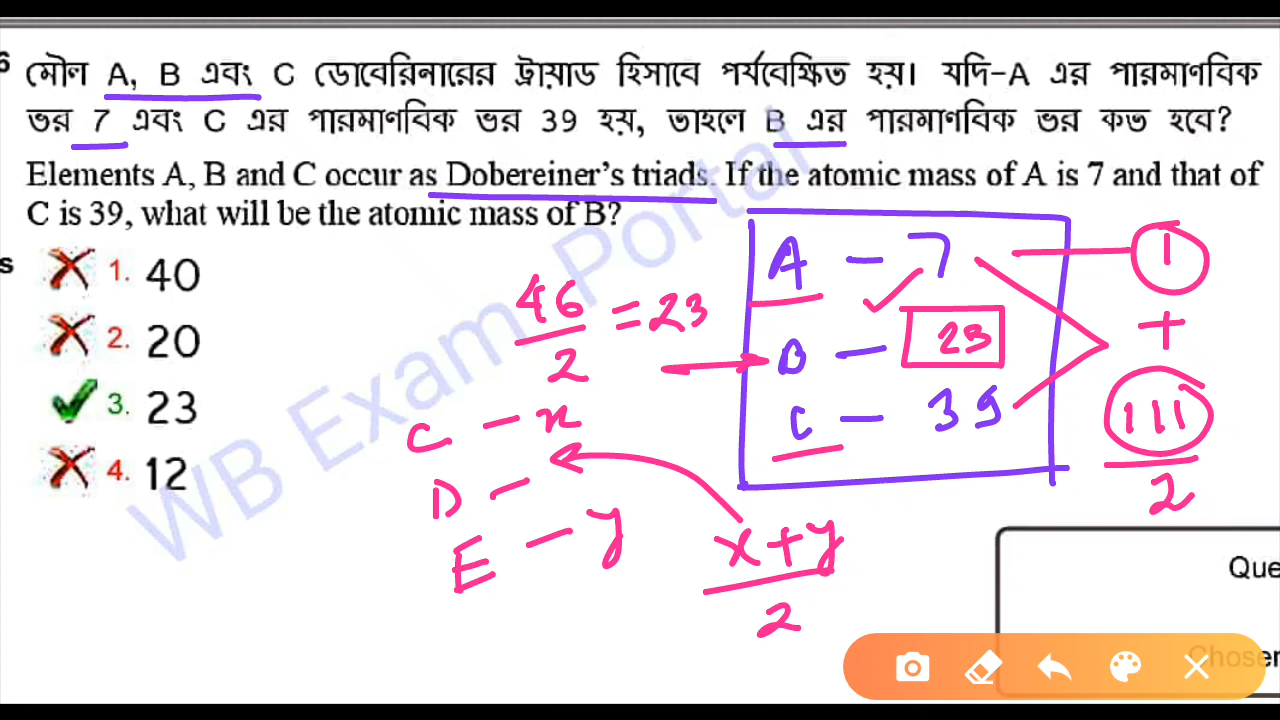 6 মৌল A, B এবং C ডোবেরিনারের ট্রায়াড হিসাবে পর্যবেক্ষিত হয়। যদি-A এর পারমাণবিক
ভর 7 এবং C এর পারমাণবিক ভর 39 হয়, তাহলে B এর পারমাণবিক ভর কত হবে?
Elements A, B and C occur as Dobereiner's triads. If the atomic mass of A is 7 and that of
C is 39, what will be the atomic mass of B?
s
1. 40
2. 20
3. 23
4. 12
A - 7
B - 23
C - 39
46/2 = 23
C - x
D -
E - y
x+y/2
1
+
111
2
WB Exam Portal
Que
Chosen